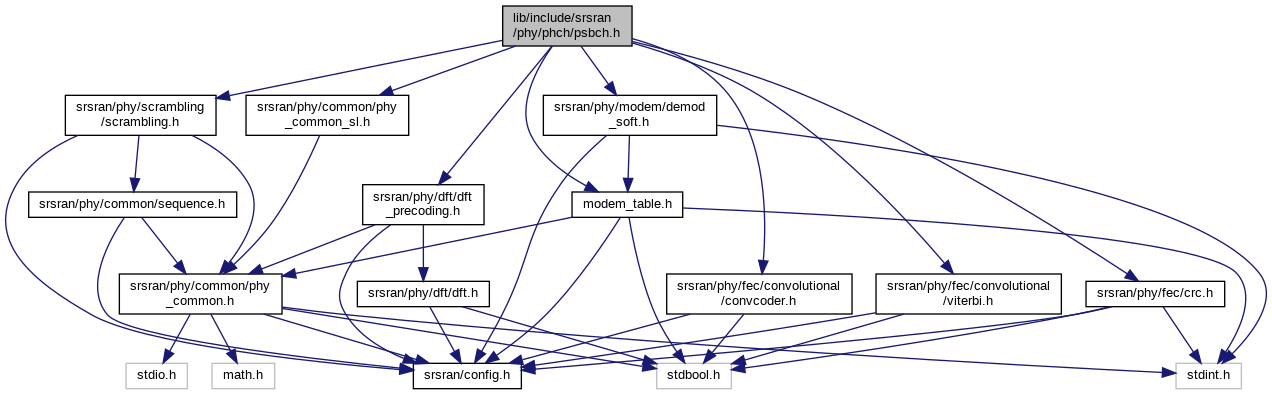 lib/include/srsran
/phy/phch/psbch.h
srsran/phy/scrambling
/scrambling.h
srsran/phy/common/phy
_common_sl.h
srsran/phy/modem/demod
_soft.h
srsran/phy/common/sequence.h
srsran/phy/dft/dft
_precoding.h
modem_table.h
srsran/phy/common/phy
_common.h
srsran/phy/dft/dft.h
srsran/phy/fec/convolutional
/convcoder.h
srsran/phy/fec/convolutional
/viterbi.h
srsran/phy/fec/crc.h
stdio.h
math.h
srsran/config.h
stdbool.h
stdint.h